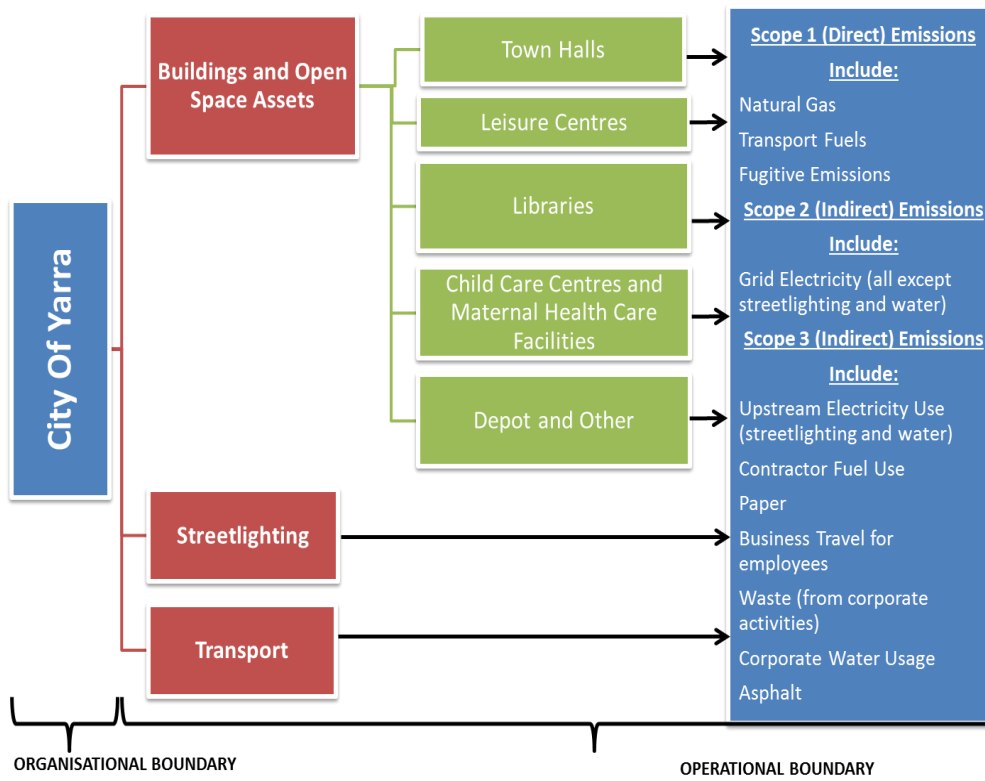 City Of Yarra
Buildings and Open
Space Assets
Streetlighting
Transport
Town Halls
Leisure Centres
Libraries
Child Care Centres and
Maternal Health Care
Facilities
Depot and Other
Scope 1 (Direct) Emissions
Include:
Natural Gas
Transport Fuels
Fugitive Emissions
Scope 2 (Indirect) Emissions
Include:
Grid Electricity (all except
streetlighting and water)
Scope 3 (Indirect) Emissions
Include:
Upstream Electricity Use
(streetlighting and water)
Contractor Fuel Use
Paper
Business Travel for
employees
Waste (from corporate
activities)
Corporate Water Usage
Asphalt
ORGANISATIONAL BOUNDARY
OPERATIONAL BOUNDARY